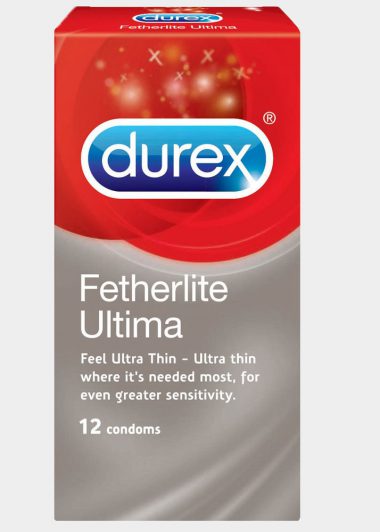 durex
Fetherlite Ultima
durex®
Fetherlite
Ultima
Feel Ultra Thin - Ultra thin
where it's needed most, for
even greater sensitivity.
12 condoms